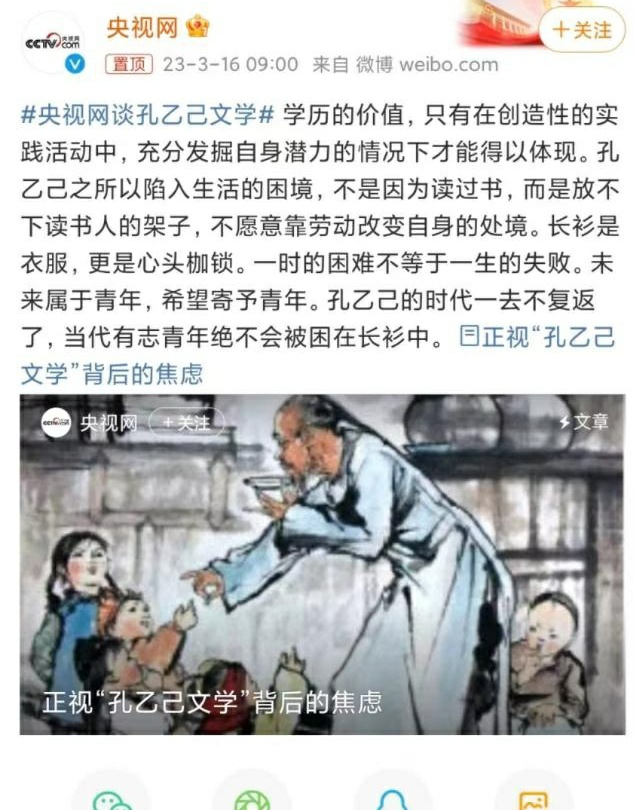 CCTV.com 央视网
央视网
+关注
置顶 23-3-16 09:00 来自 微博 weibo.com
#央视网谈孔乙己文学# 学历的价值，只有在创造性的实
践活动中，充分发掘自身潜力的情况下才能得以体现。孔
乙己之所以陷入生活的困境，不是因为读过书，而是放不
下读书人的架子，不愿意靠劳动改变自身的处境。长衫是
衣服，更是心头枷锁。一时的困难不等于一生的失败。未
来属于青年，希望寄予青年。孔乙己的时代一去不复返
了，当代有志青年绝不会被困在长衫中。正视“孔乙己
文学”背后的焦虑
央视网 +关注
文章
正视“孔乙己文学”背后的焦虑